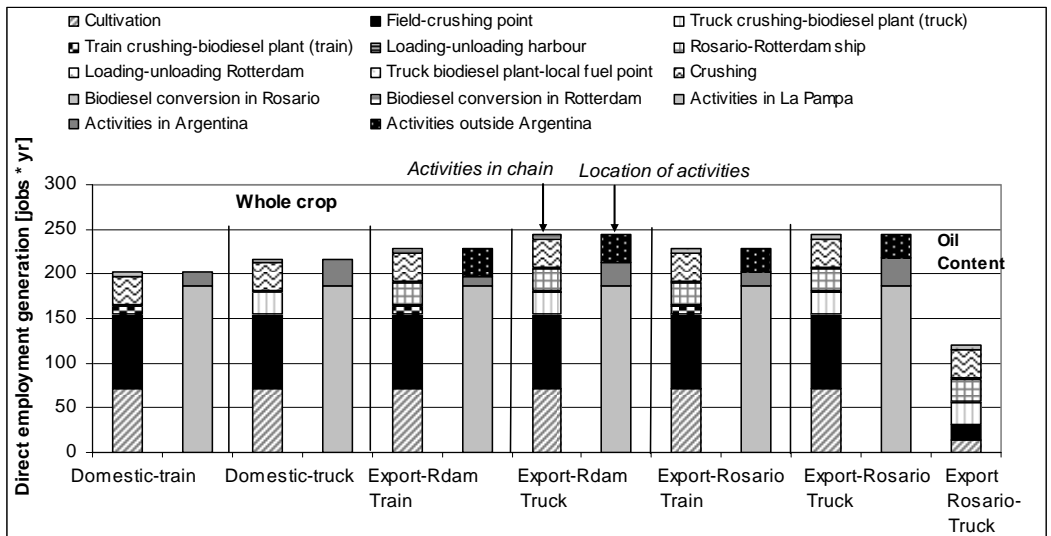 Cultivation Field-crushing point Truck crushing-biodiesel plant (truck)
Train crushing-biodiesel plant (train) Loading-unloading harbour Rosario-Rotterdam ship
Loading-unloading Rotterdam Truck biodiesel plant-local fuel point Crushing
Biodiesel conversion in Rosario Biodiesel conversion in Rotterdam Activities in La Pampa
Activities in Argentina Activities outside Argentina
Direct employment generation [jobs * yr]
Activities in chain Location of activities
300
250
200
150
100
50
0
Whole crop
Oil
Content
Domestic-train Domestic-truck Export-Rdam Export-Rdam Export-Rosario Export-Rosario Export
Train Truck Train Truck Rosario-
Truck